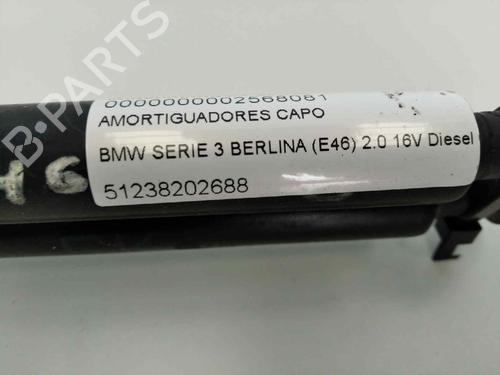 0000000002568081
AMORTIGUADORES CAPO
BMW SERIE 3 BERLINA (E46) 2.0 16V Diesel
51238202688
B-PARTS